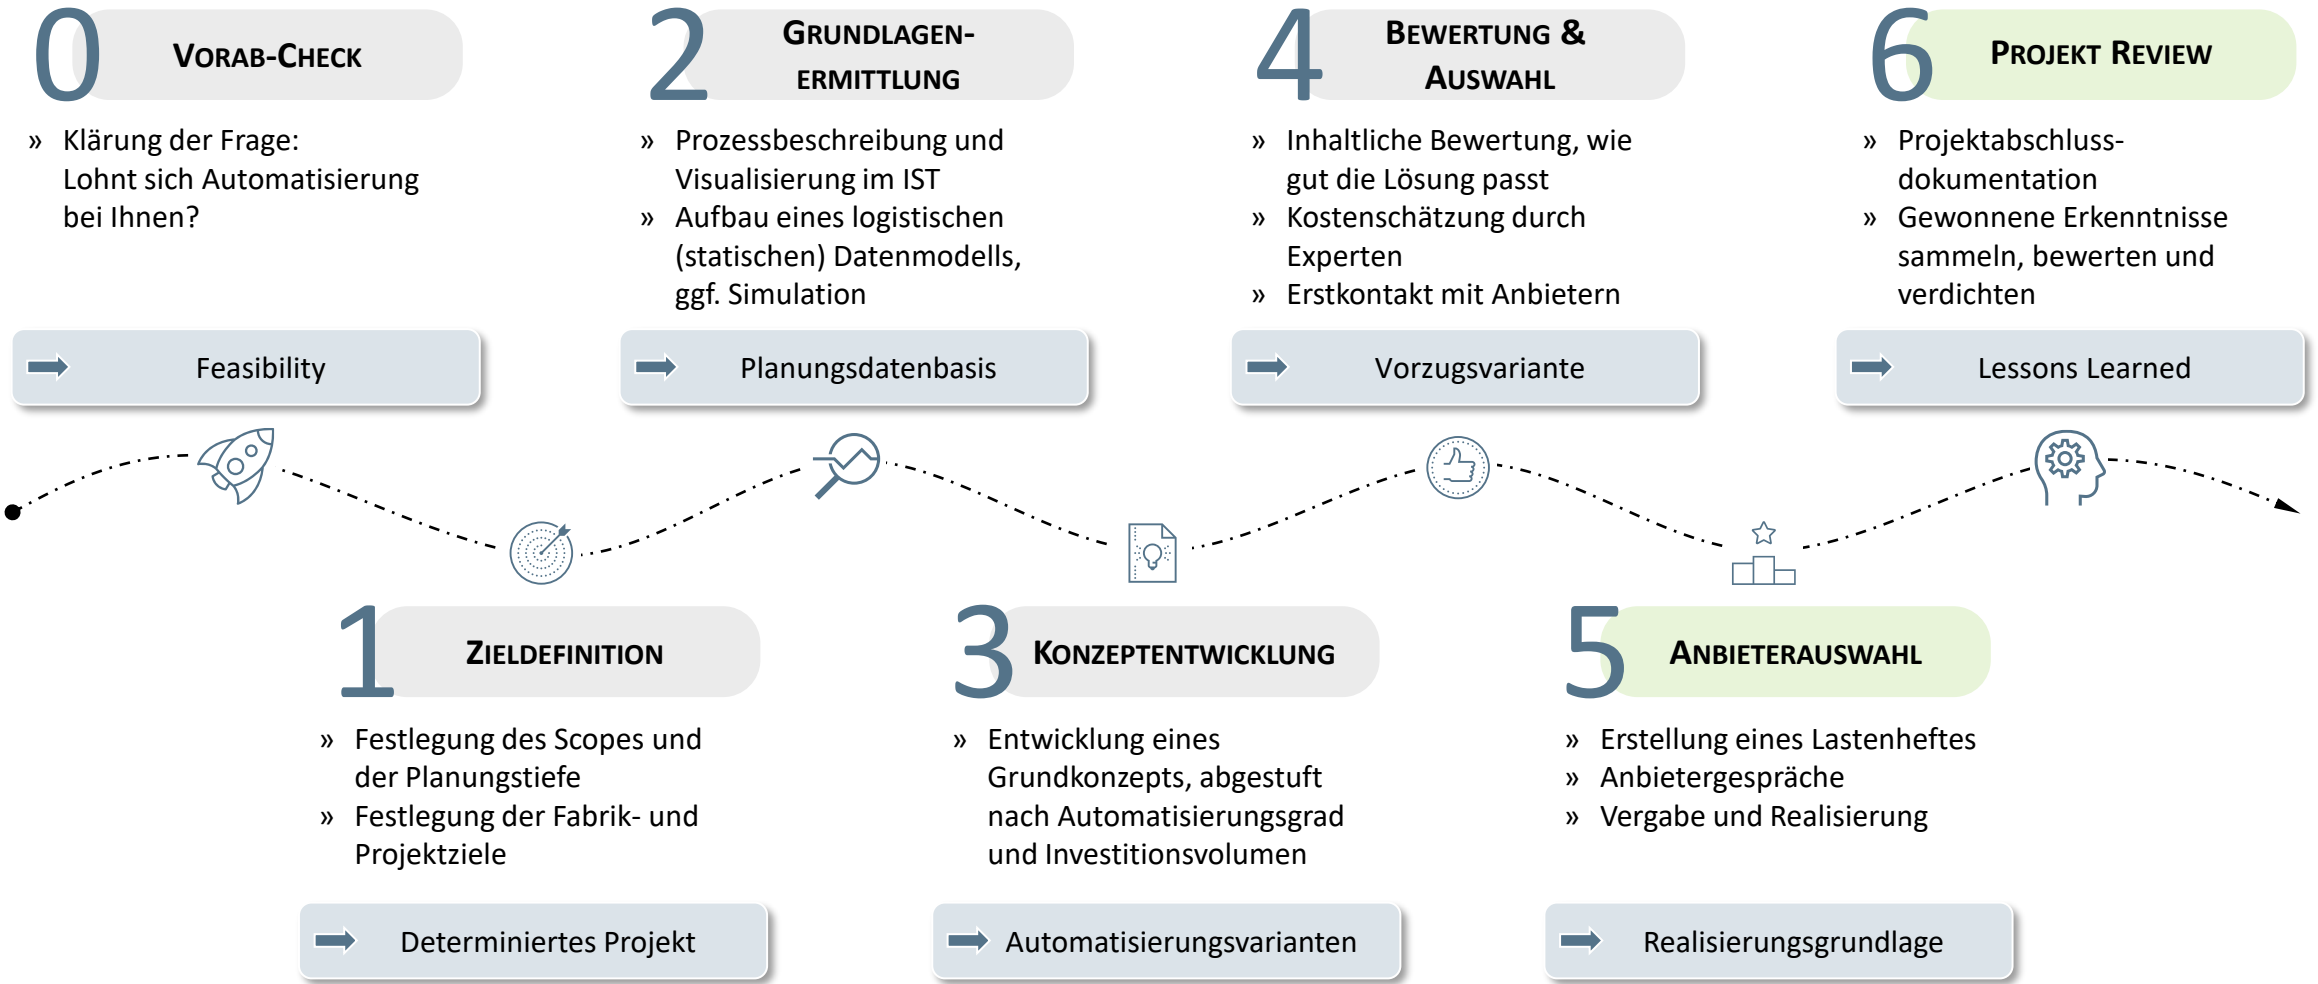 0
VORAB-CHECK
» Klärung der Frage:
Lohnt sich Automatisierung
bei Ihnen?
Feasibility
1
ZIELDEFINITION
» Festlegung des Scopes und
der Planungstiefe
» Festlegung der Fabrik- und
Projektziele
Determiniertes Projekt
2
GRUNDLAGEN-
ERMITTLUNG
» Prozessbeschreibung und
Visualisierung im IST
» Aufbau eines logistischen
(statischen) Datenmodells,
ggf. Simulation
Planungsdatenbasis
3
KONZEPTENTWICKLUNG
» Entwicklung eines
Grundkonzepts, abgestuft
nach Automatisierungsgrad
und Investitionsvolumen
Automatisierungsvarianten
4
BEWERTUNG &
AUSWAHL
» Inhaltliche Bewertung, wie
gut die Lösung passt
» Kostenschätzung durch
Experten
» Erstkontakt mit Anbietern
Vorzugsvariante
5
ANBIETERAUSWAHL
» Erstellung eines Lastenheftes
» Anbietergespräche
» Vergabe und Realisierung
Realisierungsgrundlage
6
PROJEKT REVIEW
» Projektabschluss-
dokumentation
» Gewonnene Erkenntnisse
sammeln, bewerten und
verdichten
Lessons Learned